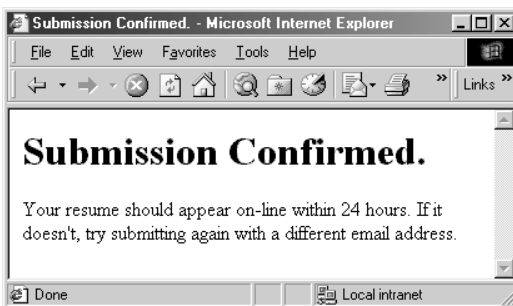 Submission Confirmed. - Microsoft Internet Explorer
File Edit View Favorites Tools Help
» Links »
Submission Confirmed.
Your resume should appear on-line within 24 hours. If it
doesn't, try submitting again with a different email address.
Done Local intranet